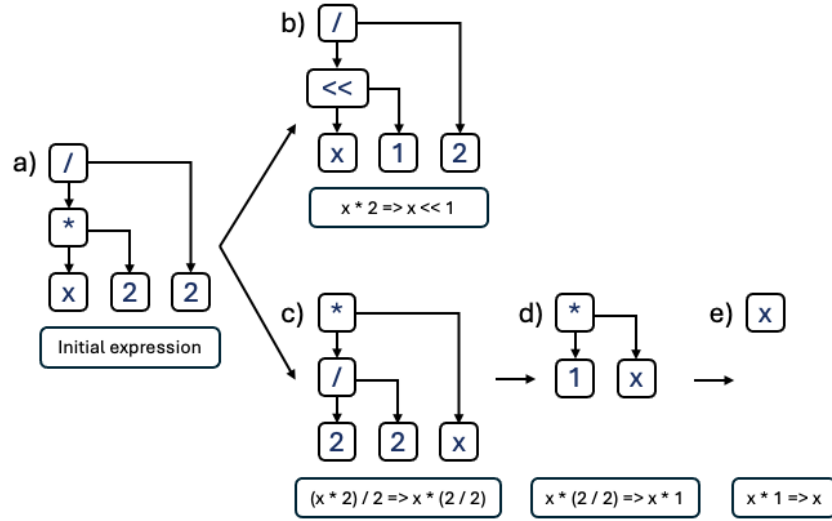 b) /
<<
x 1 2
x * 2 => x << 1
a) /
*
x 2 2
Initial expression
c) *
/
2 2 x
(x * 2) / 2 => x * (2 / 2)
d) *
1 x
x * (2 / 2) => x * 1
e) x
x * 1 => x